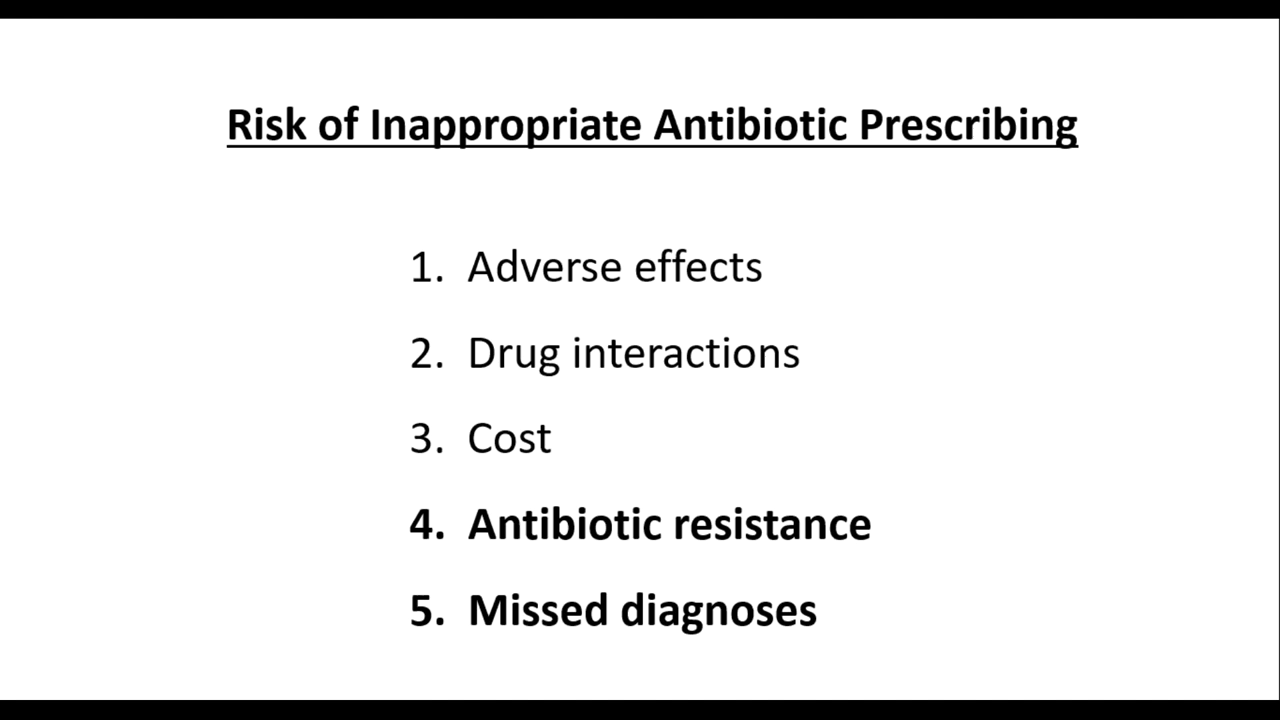 Risk of Inappropriate Antibiotic Prescribing
1. Adverse effects
2. Drug interactions
3. Cost
4. Antibiotic resistance
5. Missed diagnoses